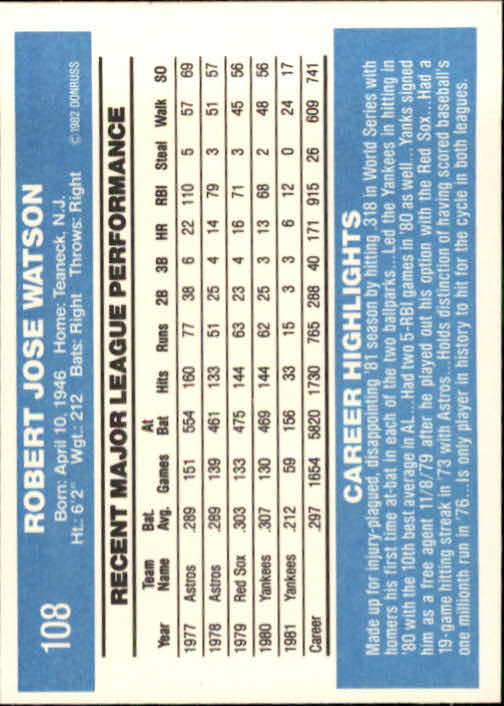 108
ROBERT JOSE WATSON
Born: April 10, 1946 Home: Teaneck, N.J.
Ht.: 6'2" Wgt.: 212 Bats: Right Throws: Right
©1982 DONRUSS
RECENT MAJOR LEAGUE PERFORMANCE
Year Team Name Bat. Avg. Games At Bat Hits Runs 2B 3B HR RBI Steal Walk SO
1977 Astros .289 151 554 160 77 38 6 22 110 5 57 69
1978 Astros .289 139 461 133 51 25 4 14 79 3 51 57
1979 Red Sox .303 133 475 144 63 23 4 16 71 3 45 56
1980 Yankees .307 130 469 144 62 25 3 13 68 2 48 56
1981 Yankees .212 59 156 33 15 3 3 6 12 0 24 17
Career .297 1654 5820 1730 765 288 40 171 915 26 609 741
CAREER HIGHLIGHTS
Made up for injury-plagued, disappointing '81 season by hitting .318 in World Series with
homers his first time at-bat in each of the two ballparks...Led the Yankees in hitting in
'80 with the 10th best average in AL...Had two 5-RBI games in '80 as well...Yanks signed
him as a free agent 11/8/79 after he played out his option with the Red Sox...Had a
19-game hitting streak in '73 with Astros...Holds distinction of having scored baseball's
one millionth run in '76...Is only player in history to hit for the cycle in both leagues.